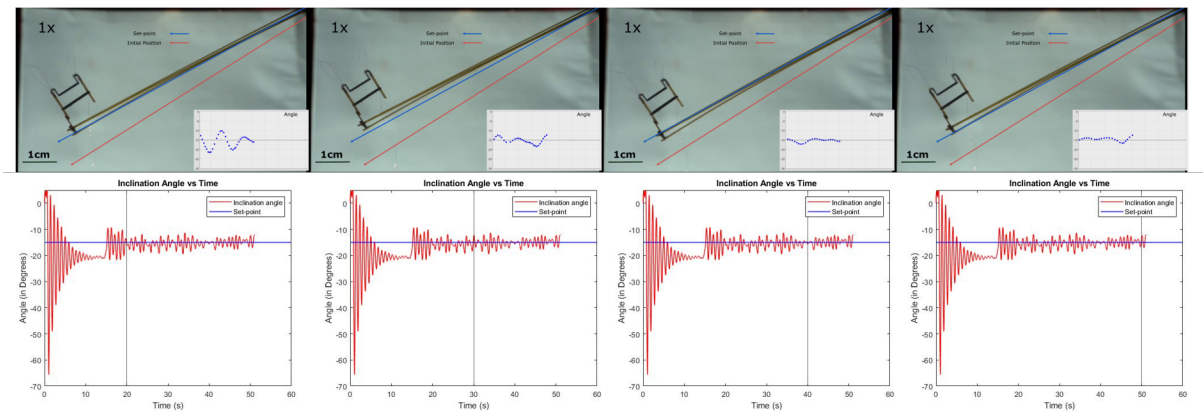 1x
Set-point
Initial Position
Angle
1cm
1x
Set-point
Initial Position
Angle
1cm
1x
Set-point
Initial Position
Angle
1cm
1x
Set-point
Initial Position
Angle
1cm
Inclination Angle vs Time
Inclination angle
Set-point
Angle (in Degrees)
0
-10
-20
-30
-40
-50
-60
-70
0 10 20 30 40 50 60
Time (s)
Inclination Angle vs Time
Inclination angle
Set-point
Angle (in Degrees)
0
-10
-20
-30
-40
-50
-60
-70
0 10 20 30 40 50 60
Time (s)
Inclination Angle vs Time
Inclination angle
Set-point
Angle (in Degrees)
0
-10
-20
-30
-40
-50
-60
-70
0 10 20 30 40 50 60
Time (s)
Inclination Angle vs Time
Inclination angle
Set-point
Angle (in Degrees)
0
-10
-20
-30
-40
-50
-60
-70
0 10 20 30 40 50 60
Time (s)